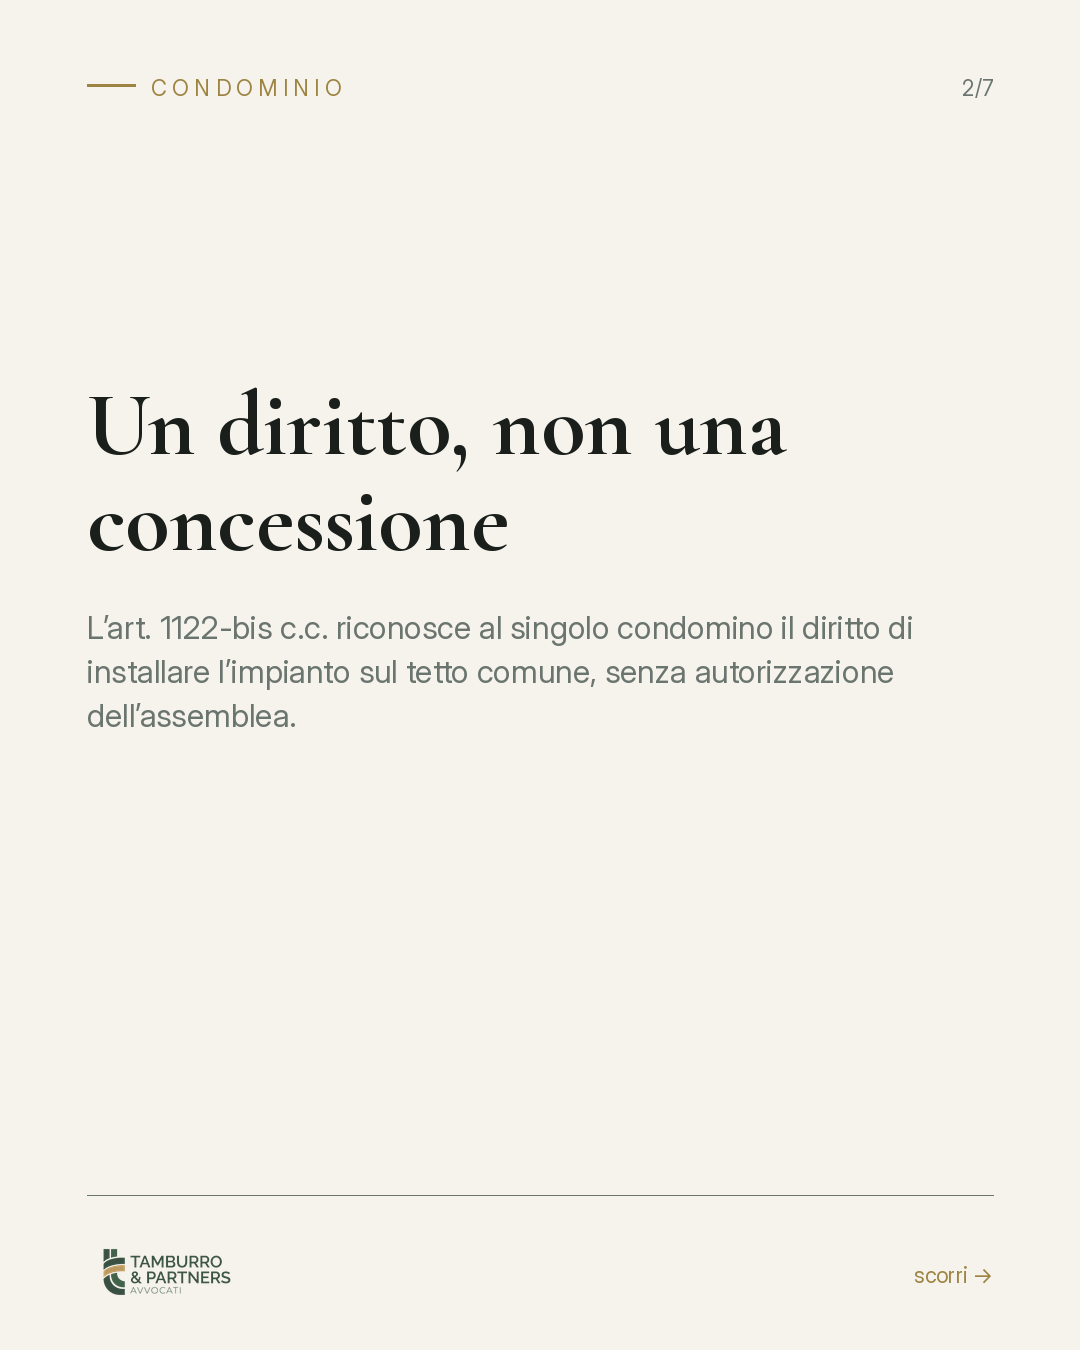 CONDOMINIO
2/7
Un diritto, non una
concessione
L’art. 1122-bis c.c. riconosce al singolo condomino il diritto di
installare l’impianto sul tetto comune, senza autorizzazione
dell’assemblea.
TAMBURRO
& PARTNERS
AVVOCATI
scorri →